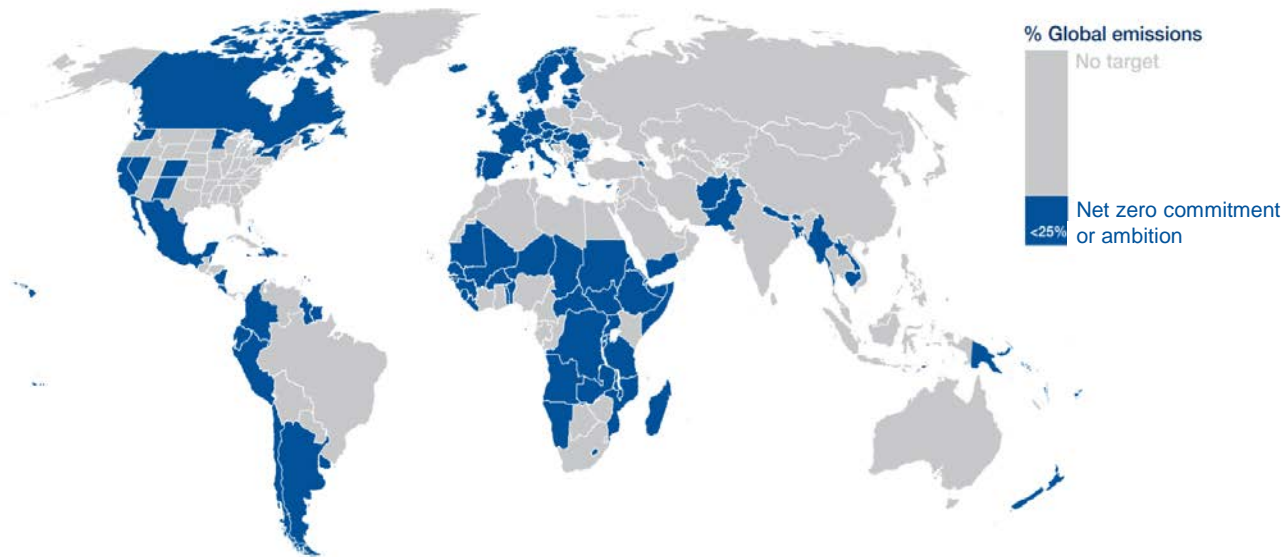 % Global emissions
No target
<25%
Net zero commitment
or ambition